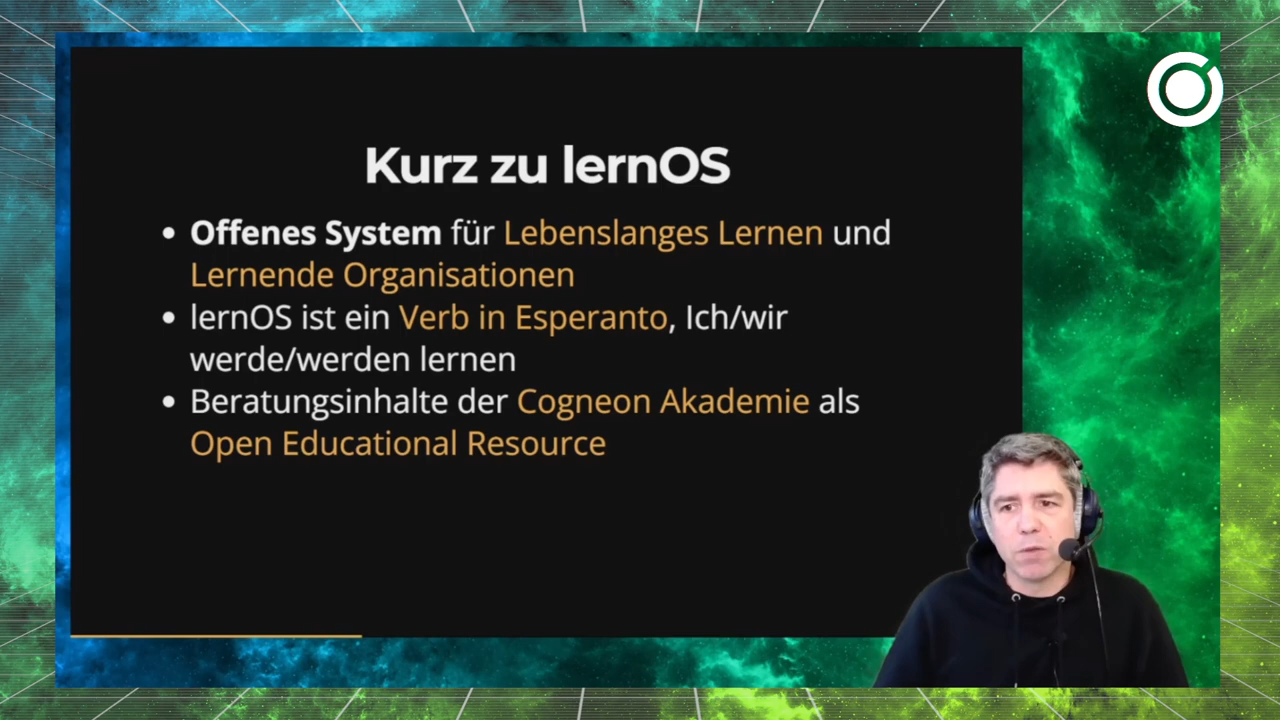 Kurz zu lernOS
• Offenes System für Lebenslanges Lernen und
Lernende Organisationen
• lernOS ist ein Verb in Esperanto, Ich/wir
werde/werden lernen
• Beratungsinhalte der Cogneon Akademie als
Open Educational Resource